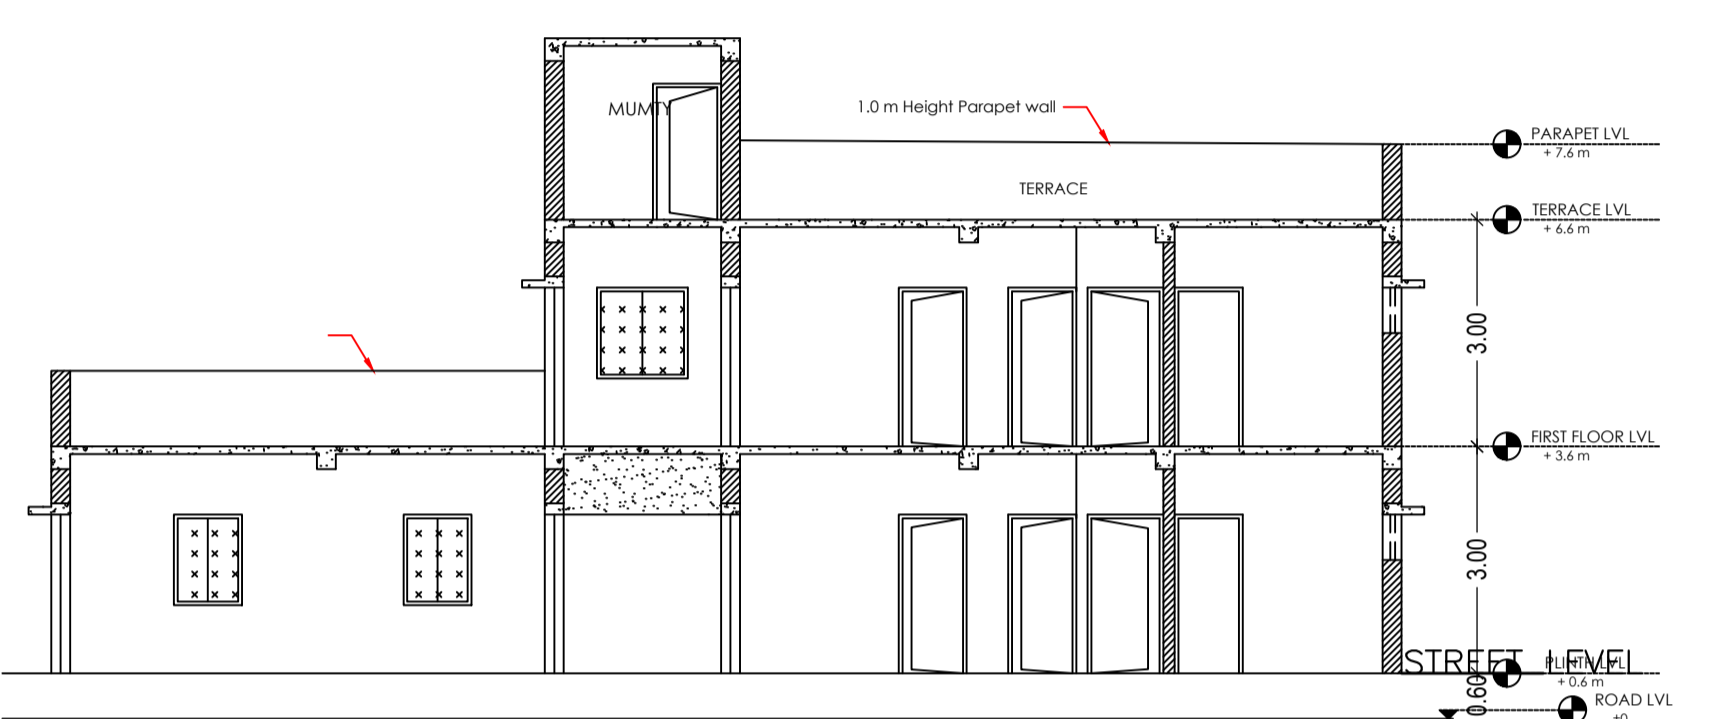 MUMTY
1.0 m Height Parapet wall
PARAPET LVL
+ 7.6 m
TERRACE
TERRACE LVL
+ 6.6 m
3.00
FIRST FLOOR LVL
+ 3.6 m
3.00
STREET LEVEL
PLINTH LVL
+ 0.6 m
0.60
ROAD LVL